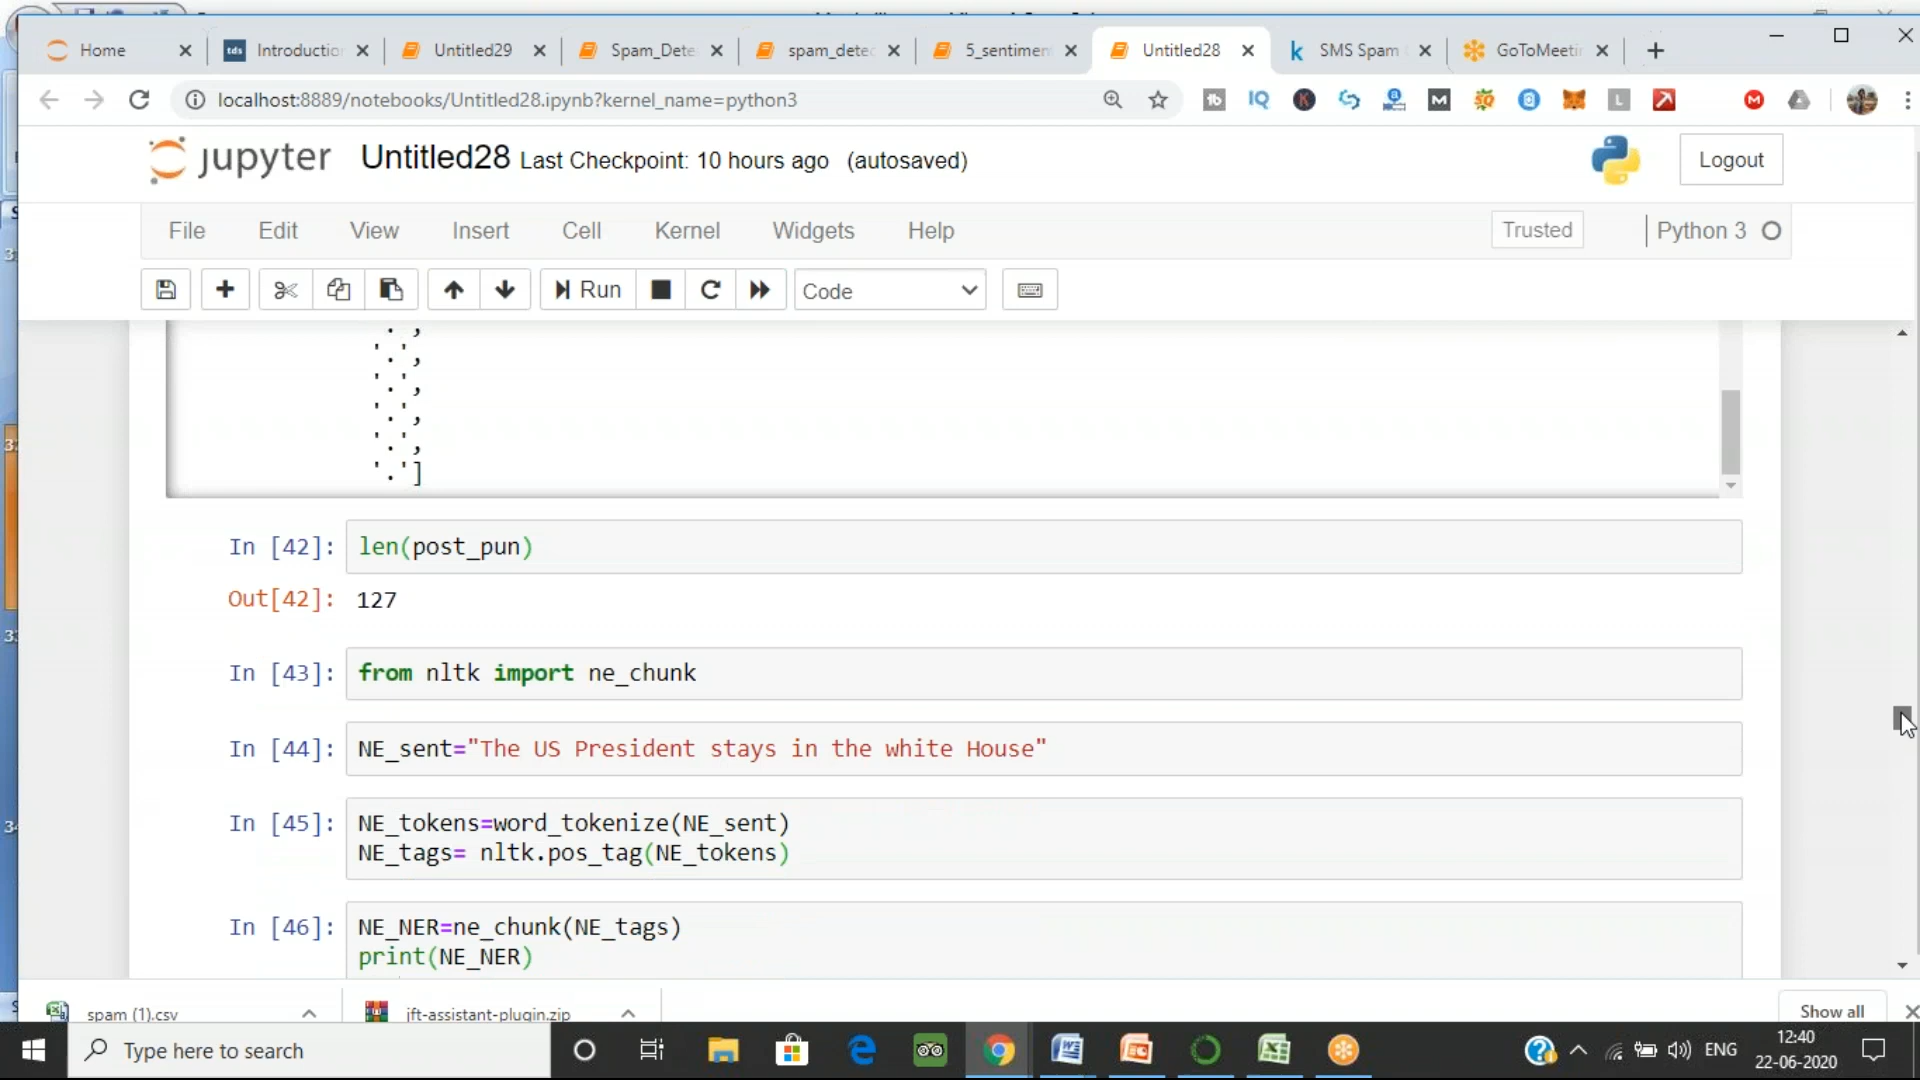 Home
Introduction
Untitled29
Spam_Dete
spam_detec
5_sentimen
Untitled28
SMS Spam
GoToMeeti
localhost:8889/notebooks/Untitled28.ipynb?kernel_name=python3
jupyter Untitled28 Last Checkpoint: 10 hours ago (autosaved)
Logout
File Edit View Insert Cell Kernel Widgets Help
Trusted
Python 3
Run
Code
'.',
'.',
'.',
'.',
'.',
'.']
In [42]: len(post_pun)
Out[42]: 127
In [43]: from nltk import ne_chunk
In [44]: NE_sent="The US President stays in the white House"
In [45]: NE_tokens=word_tokenize(NE_sent)
NE_tags= nltk.pos_tag(NE_tokens)
In [46]: NE_NER=ne_chunk(NE_tags)
print(NE_NER)
spam (1).csv
jft-assistant-plugin.zip
Show all
Type here to search
ENG
12:40
22-06-2020